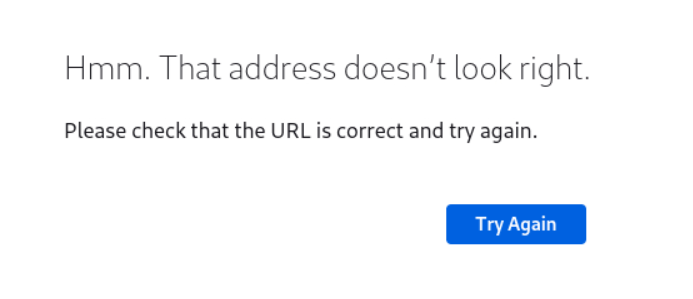 Hmm. That address doesn’t look right.
Please check that the URL is correct and try again.
Try Again